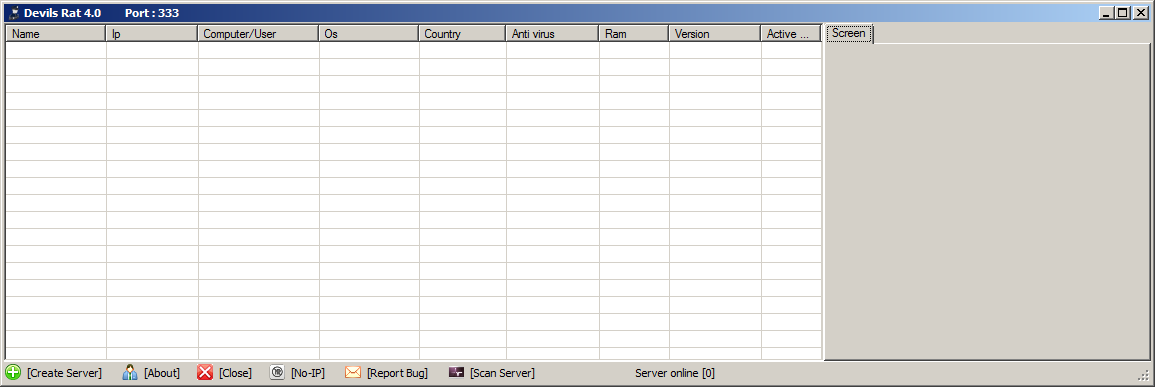 Devils Rat 4.0 Port : 333
Name Ip Computer/User Os Country Anti virus Ram Version Active ... Screen
[Create Server] [About] [Close] [No-IP] [Report Bug] [Scan Server] Server online [0]